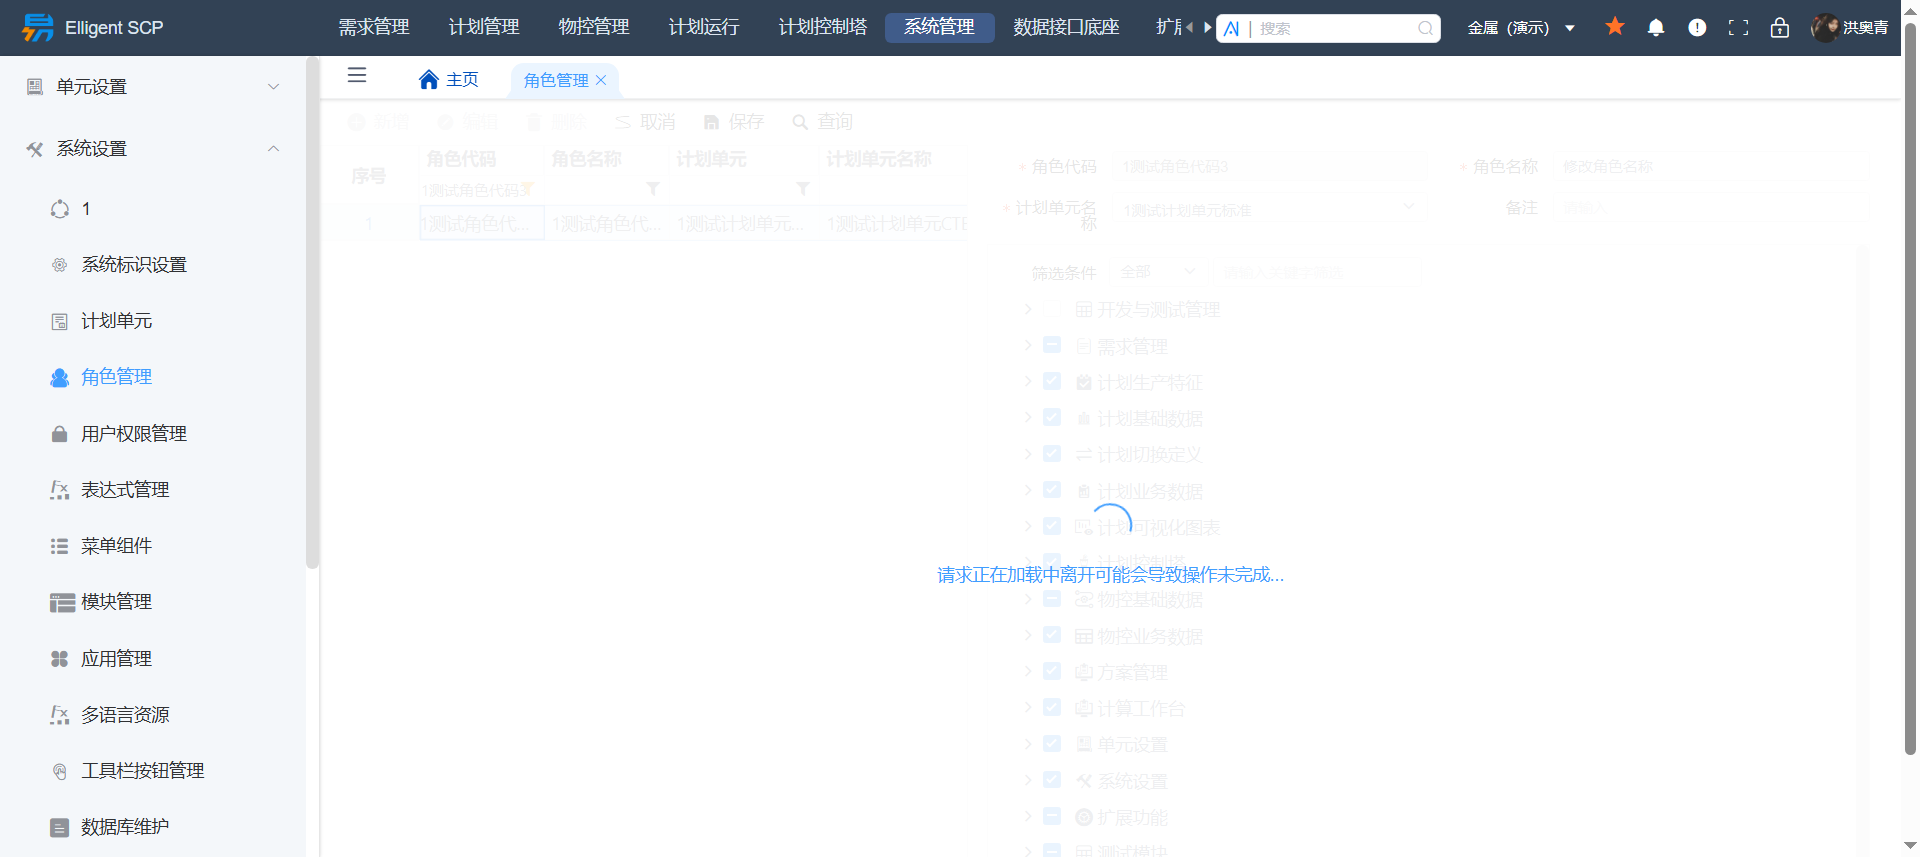 Elligent SCP
需求管理 计划管理 物控管理 计划运行 计划控制塔 系统管理 数据接口底座
搜索
金属（演示）
洪奥青
单元设置
系统设置
1
系统标识设置
计划单元
角色管理
用户权限管理
表达式管理
菜单组件
模块管理
应用管理
多语言资源
工具栏按钮管理
数据库维护
主页 角色管理
新增 编辑 删除 取消 保存 查询
序号 角色代码 角色名称 计划单元 计划单元名称
1测试角色代码3
1 1测试角色代... 1测试角色代... 1测试计划单元... 1测试计划单元CTE
* 角色代码 1测试角色代码3 * 角色名称 修改角色名称
* 计划单元名称 1测试计划单元标准 备注 请输入
筛选条件 全部 请输入关键字筛选
开发与测试管理
需求管理
计划生产特征
计划基础数据
计划切换定义
计划业务数据
计划可视化图表
计划控制塔
请求正在加载中离开可能会导致操作未完成...
物控基础数据
物控业务数据
方案管理
计算工作台
单元设置
系统设置
扩展功能
测试模块